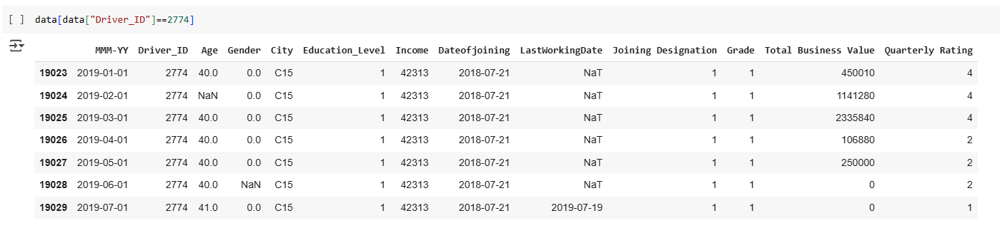 [ ] data[data["Driver_ID"]==2774]
MMM-YY Driver_ID Age Gender City Education_Level Income Dateofjoining LastWorkingDate Joining Designation Grade Total Business Value Quarterly Rating
19023 2019-01-01 2774 40.0 0.0 C15 1 42313 2018-07-21 NaT 1 1 450010 4
19024 2019-02-01 2774 NaN 0.0 C15 1 42313 2018-07-21 NaT 1 1 1141280 4
19025 2019-03-01 2774 40.0 0.0 C15 1 42313 2018-07-21 NaT 1 1 2335840 4
19026 2019-04-01 2774 40.0 0.0 C15 1 42313 2018-07-21 NaT 1 1 106880 2
19027 2019-05-01 2774 40.0 0.0 C15 1 42313 2018-07-21 NaT 1 1 250000 2
19028 2019-06-01 2774 40.0 NaN C15 1 42313 2018-07-21 NaT 1 1 0 2
19029 2019-07-01 2774 41.0 0.0 C15 1 42313 2018-07-21 2019-07-19 1 1 0 1